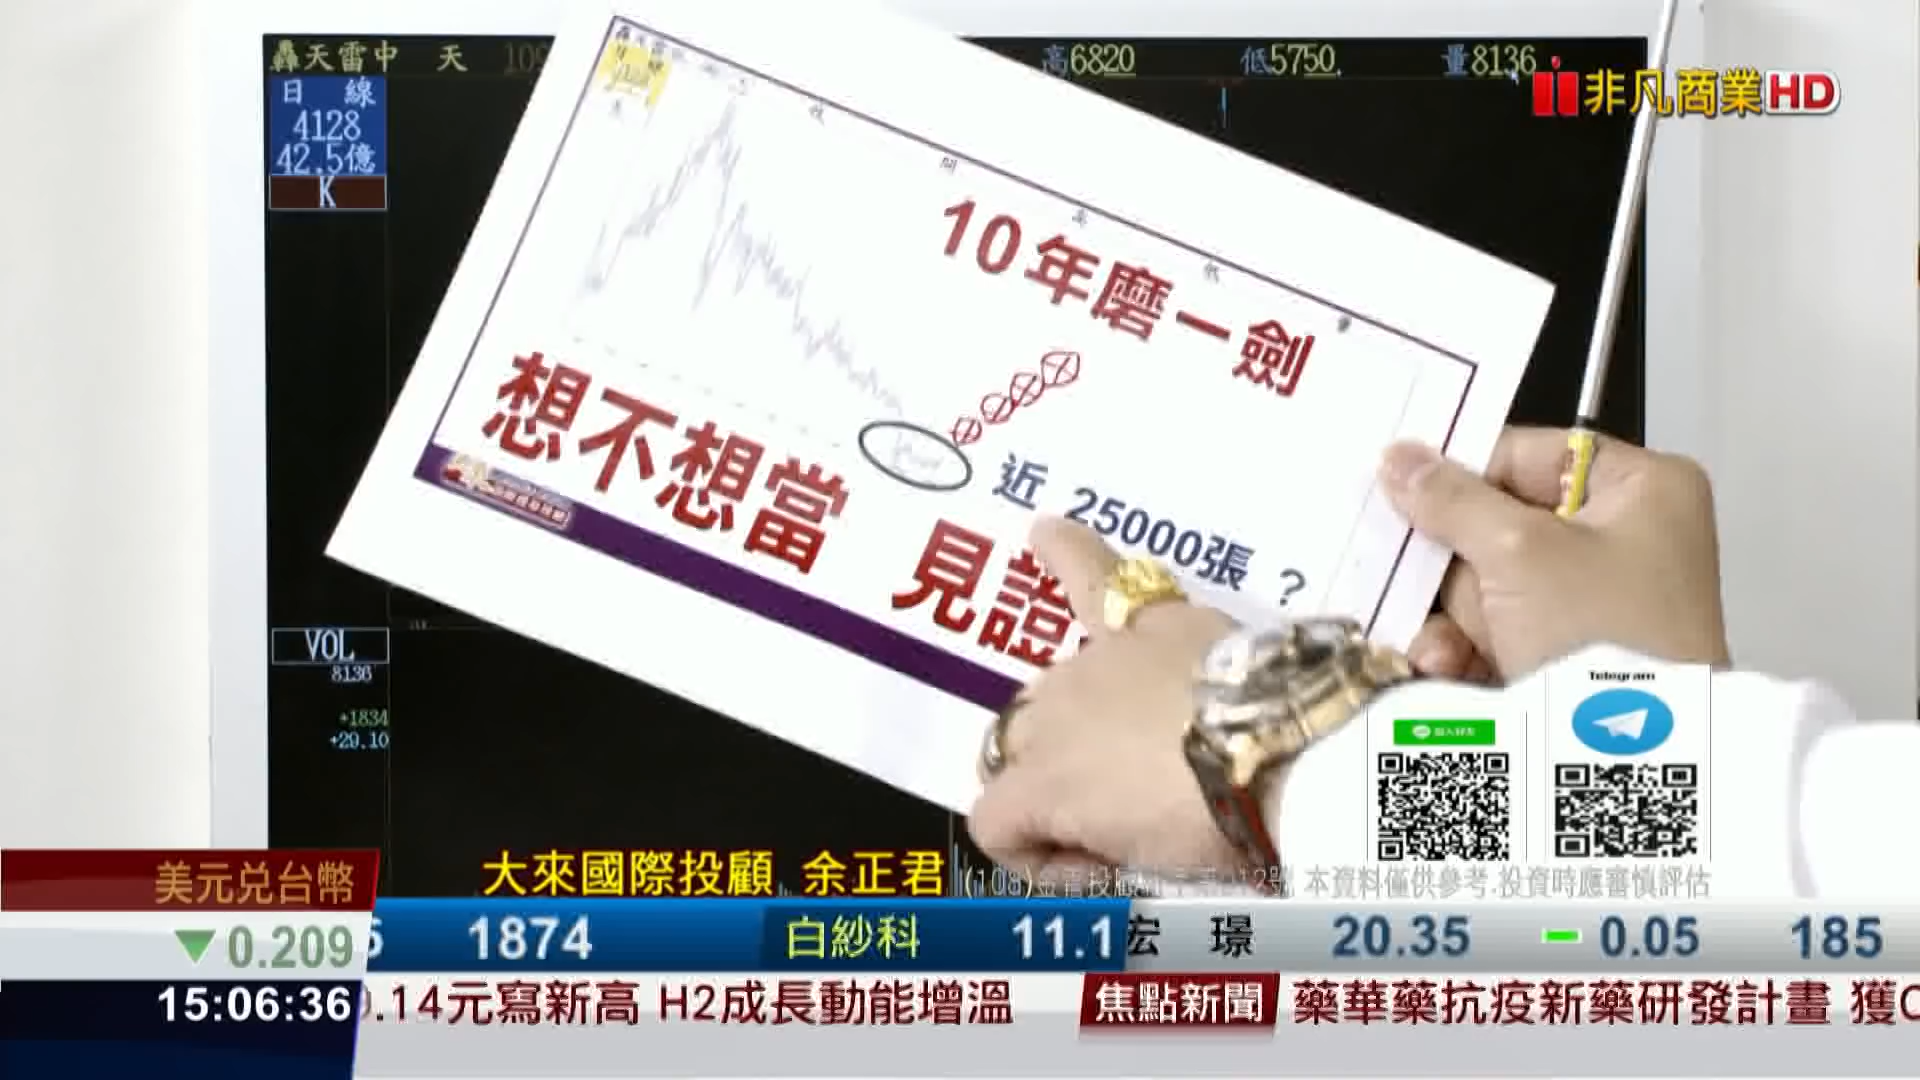 轟天雷中 天
高6820 低5750. 量8136
非凡商業HD
日 線
4128
42.5億
K
10年磨一劍
近 25000張 ?
想不想當 見證
VOL
8136
+1834
+29.10
Telegram
美元兌台幣
▼0.209
15:06:36
大來國際投顧 余正君
本資料僅供參考.投資時應審慎評估
1874 白紗科 11.1
宏 璟 20.35 0.05 185
.14元寫新高 H2成長動能增溫 焦點新聞 藥華藥抗疫新藥研發計畫 獲